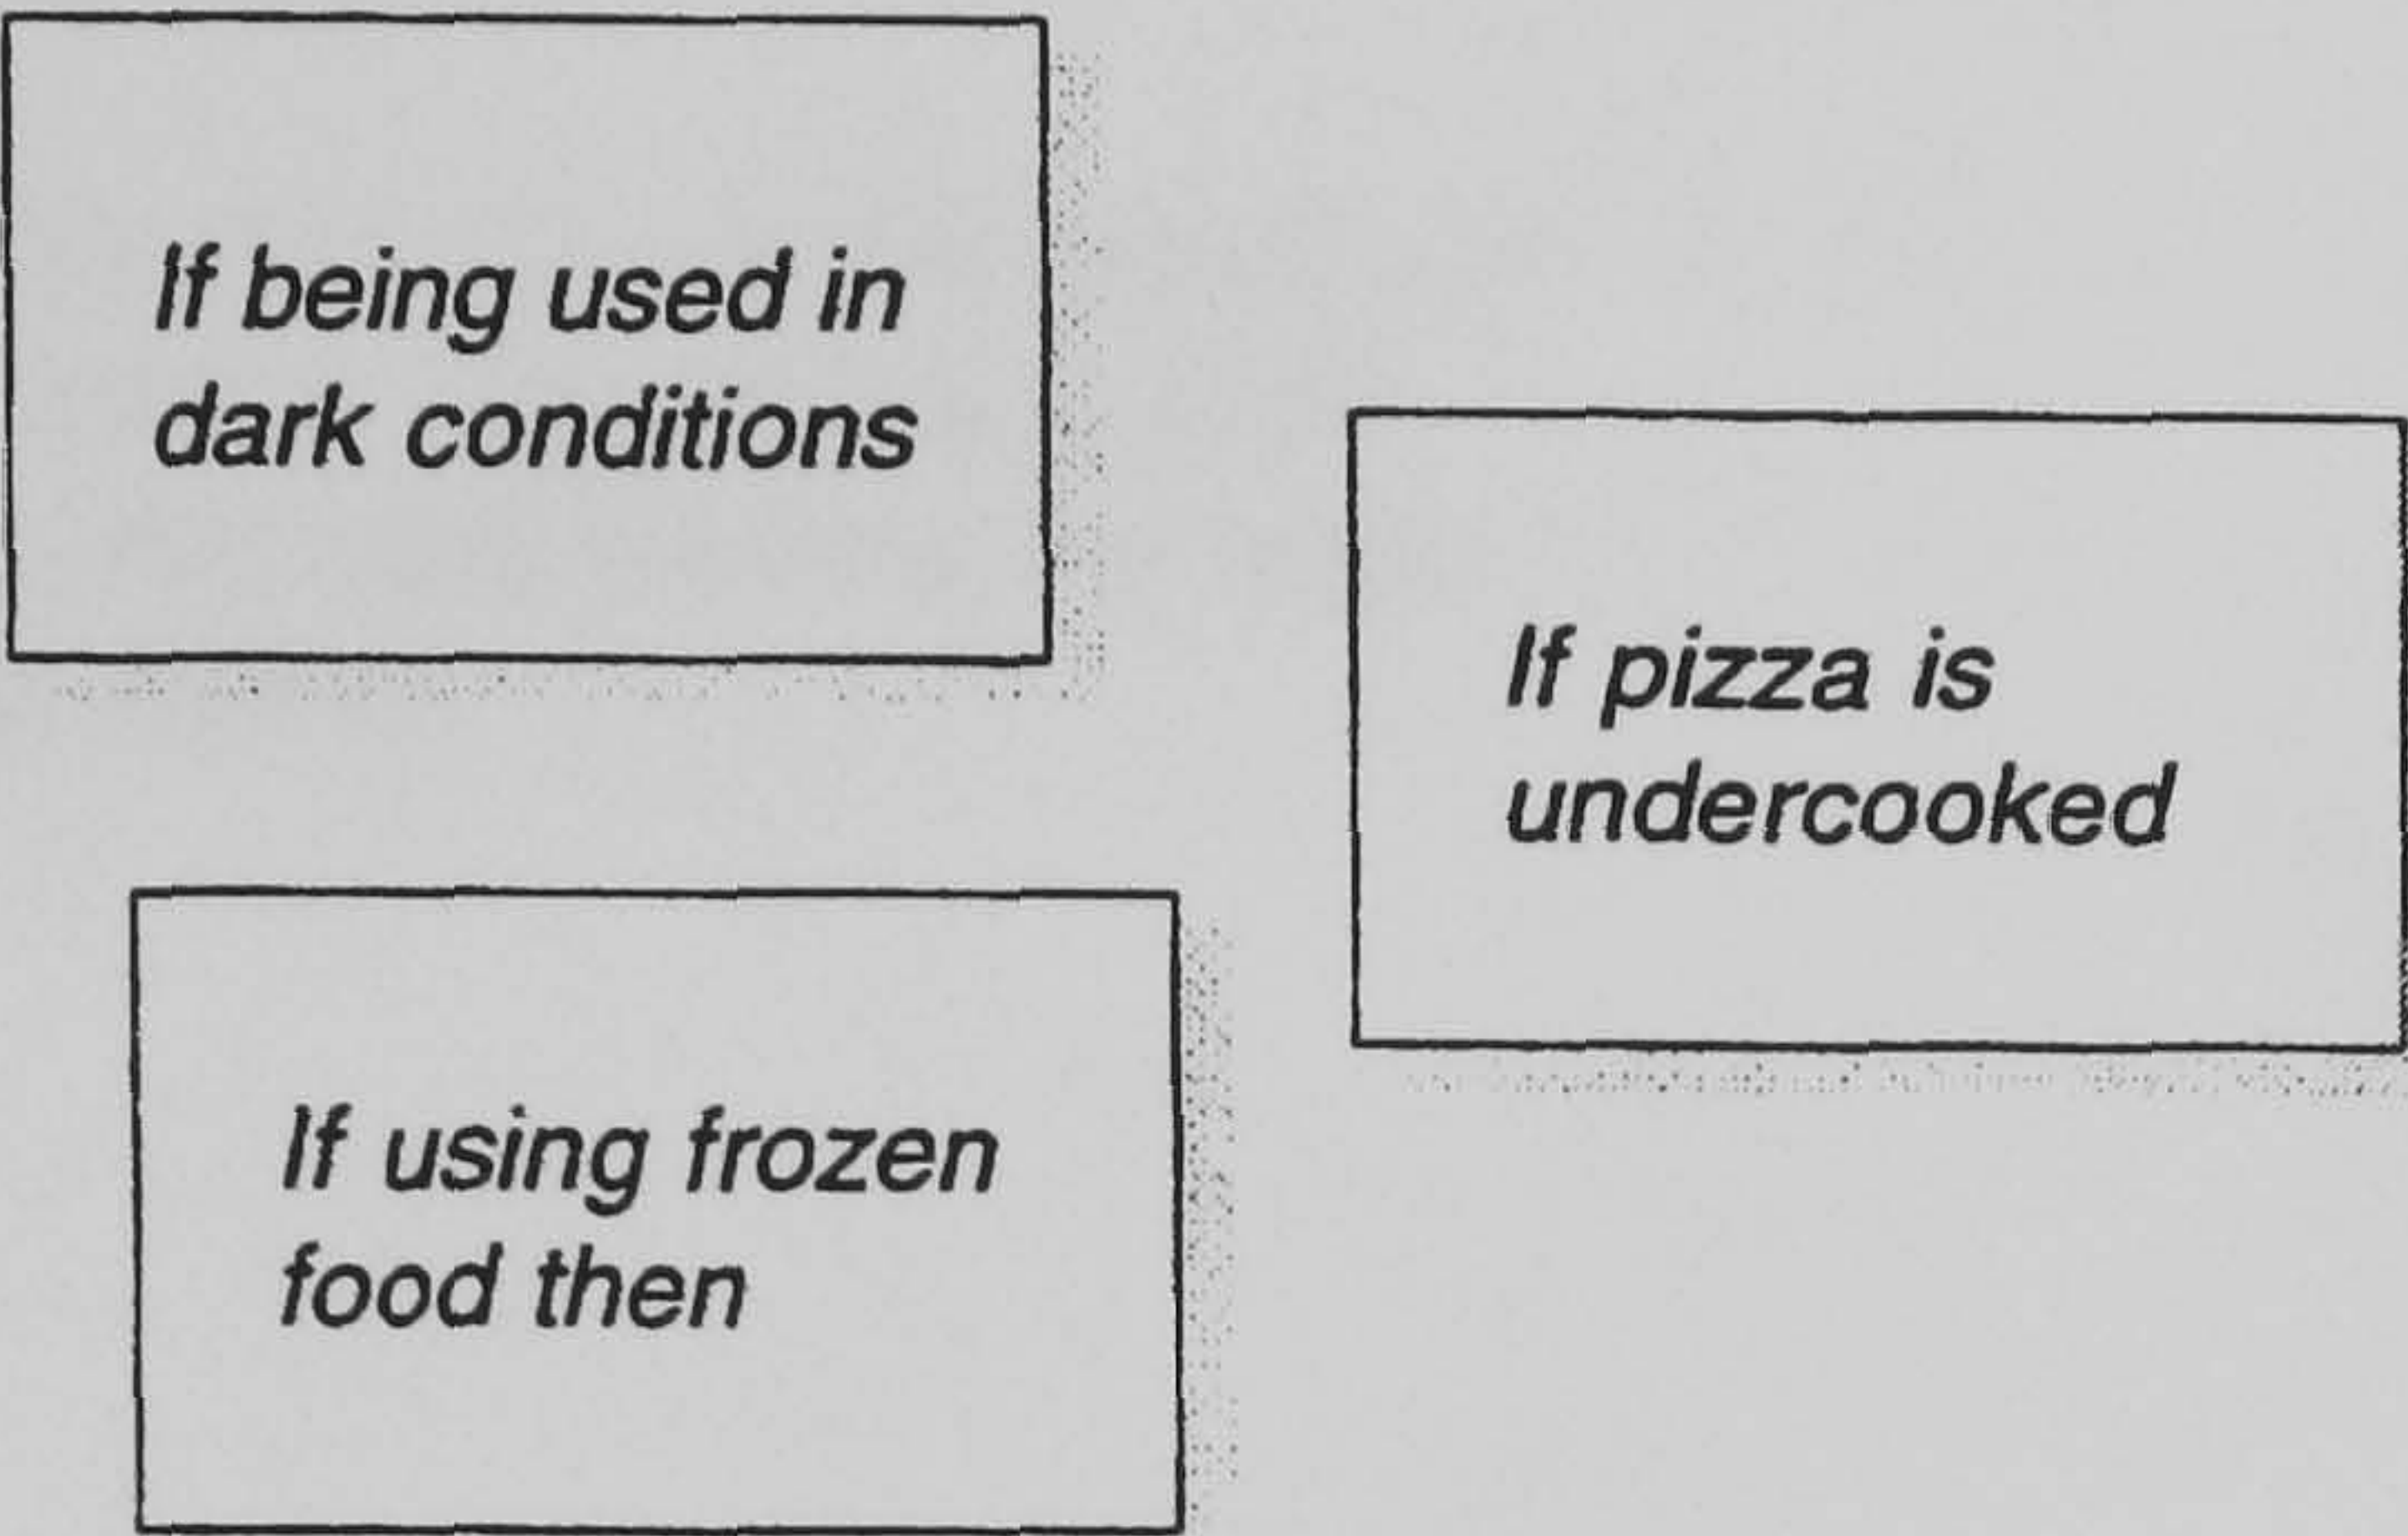 If being used in
dark conditions
If pizza is
undercooked
If using frozen
food then